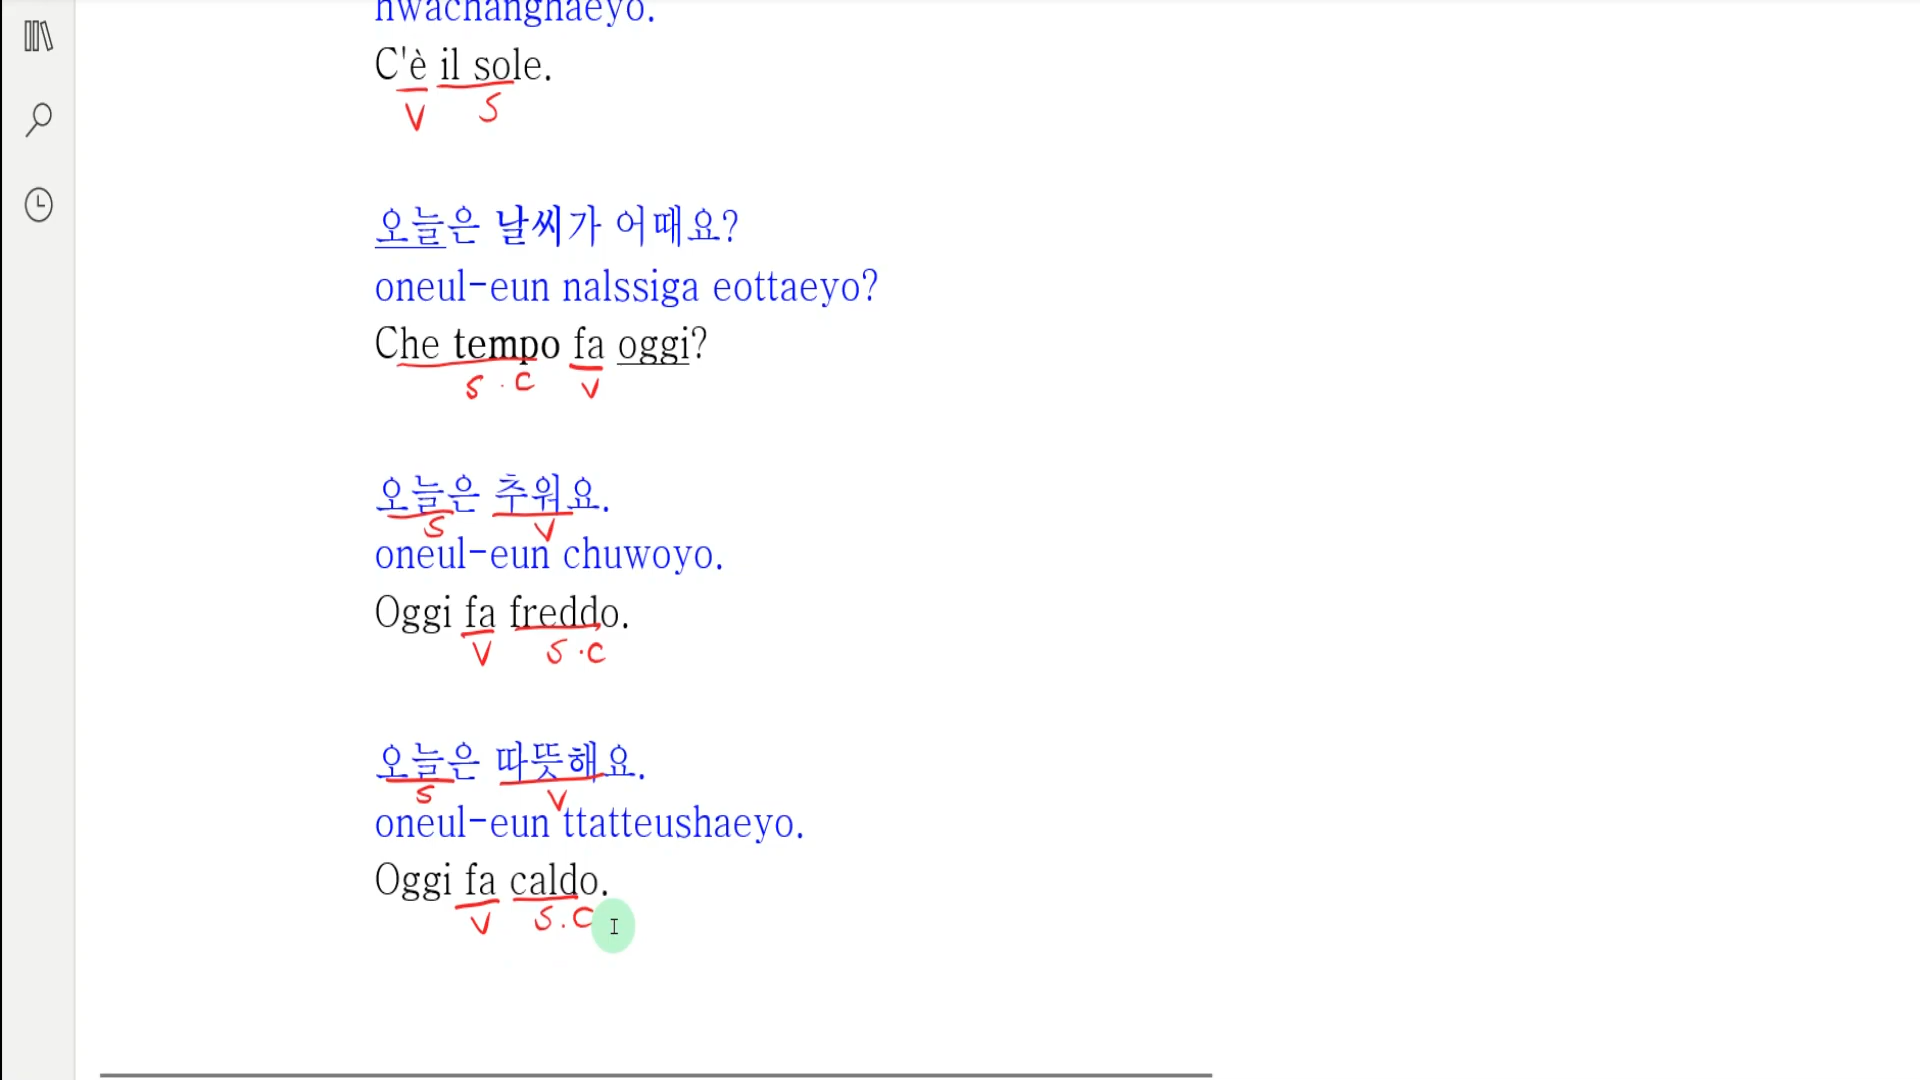 hwachanghaeyo.
C'è il sole.
V S
오늘은 날씨가 어때요?
oneul-eun nalssiga eottaeyo?
Che tempo fa oggi?
S.C V
오늘은 추워요.
S V
oneul-eun chuwoyo.
Oggi fa freddo.
V S.C
오늘은 따뜻해요.
S V
oneul-eun ttatteushaeyo.
Oggi fa caldo.
V S.C